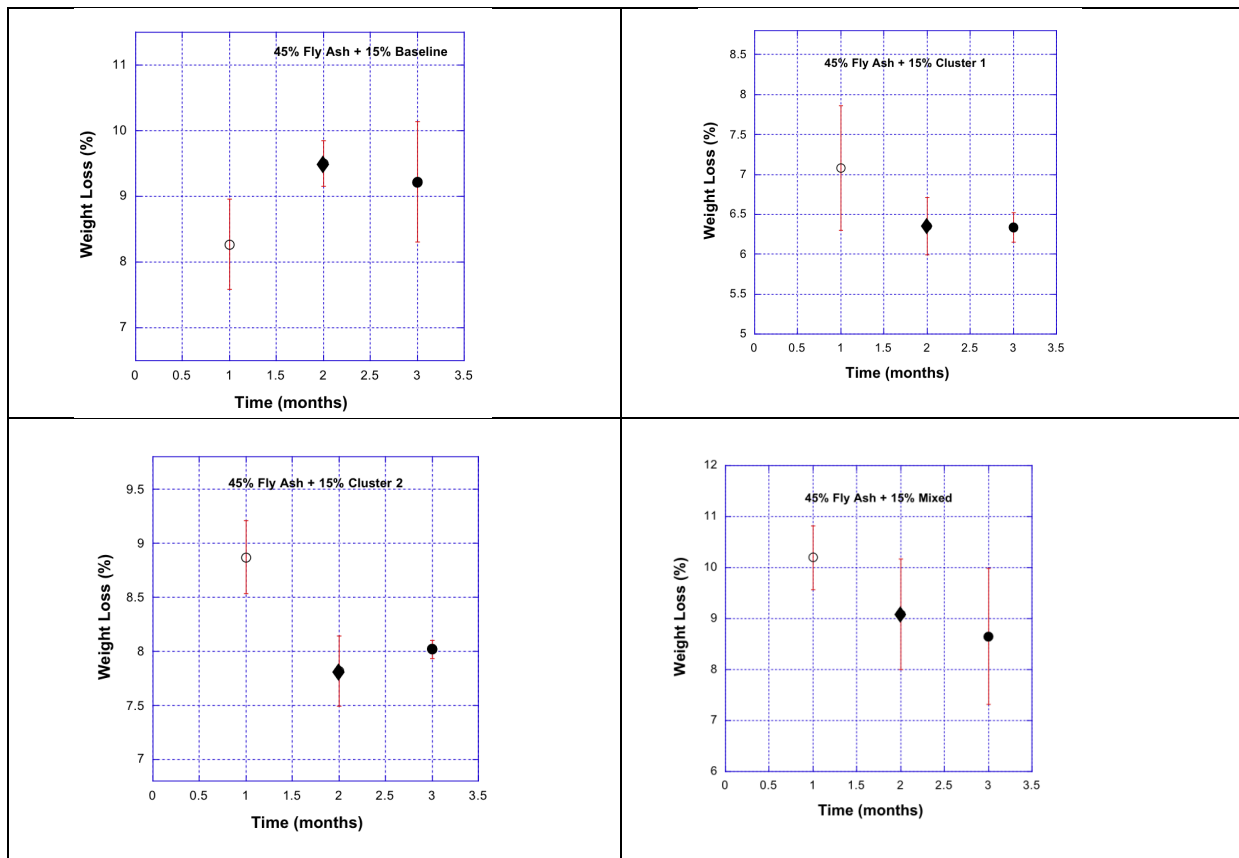 45% Fly Ash + 15% Baseline
11
10
9
8
7
Weight Loss (%)
0 0.5 1 1.5 2 2.5 3 3.5
Time (months)
45% Fly Ash + 15% Cluster 1
8.5
8
7.5
7
6.5
6
5.5
5
Weight Loss (%)
0 0.5 1 1.5 2 2.5 3 3.5
Time (months)
45% Fly Ash + 15% Cluster 2
9.5
9
8.5
8
7.5
7
Weight Loss (%)
0 0.5 1 1.5 2 2.5 3 3.5
Time (months)
45% Fly Ash + 15% Mixed
12
11
10
9
8
7
6
Weight Loss (%)
0 0.5 1 1.5 2 2.5 3 3.5
Time (months)